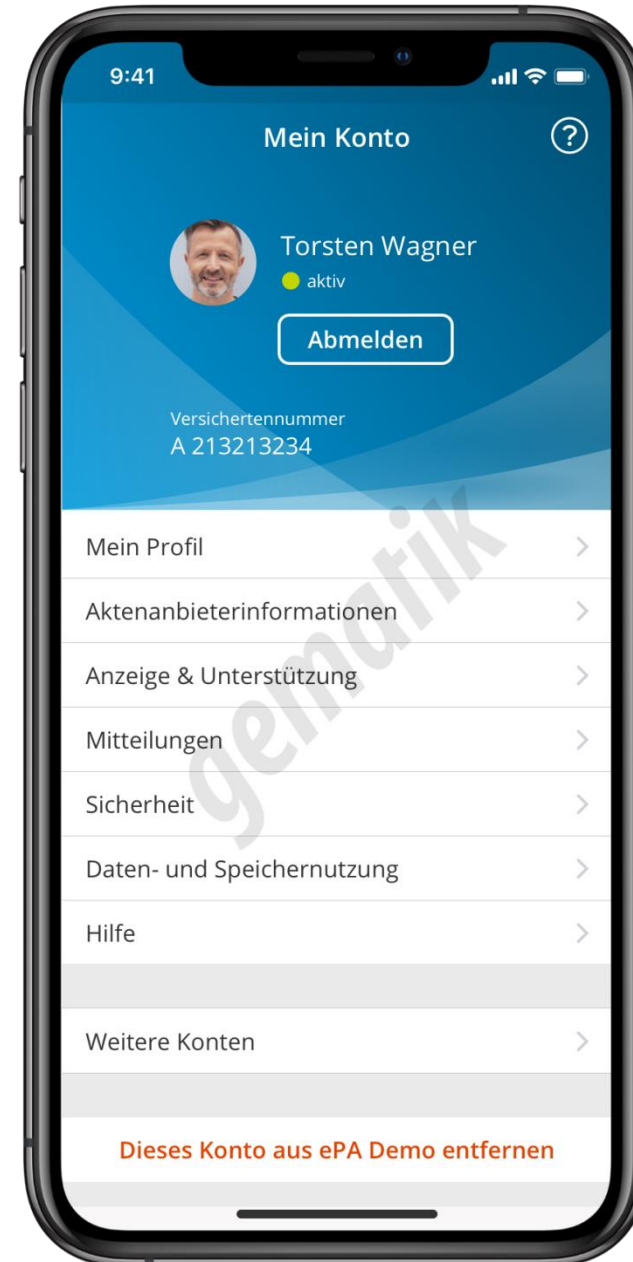 9:41
Mein Konto
?
Torsten Wagner
aktiv
Abmelden
Versichertennummer
A 213213234
Mein Profil
Aktenanbieterinformationen
Anzeige & Unterstützung
Mitteilungen
Sicherheit
Daten- und Speichernutzung
Hilfe
Weitere Konten
Dieses Konto aus ePA Demo entfernen
gematik